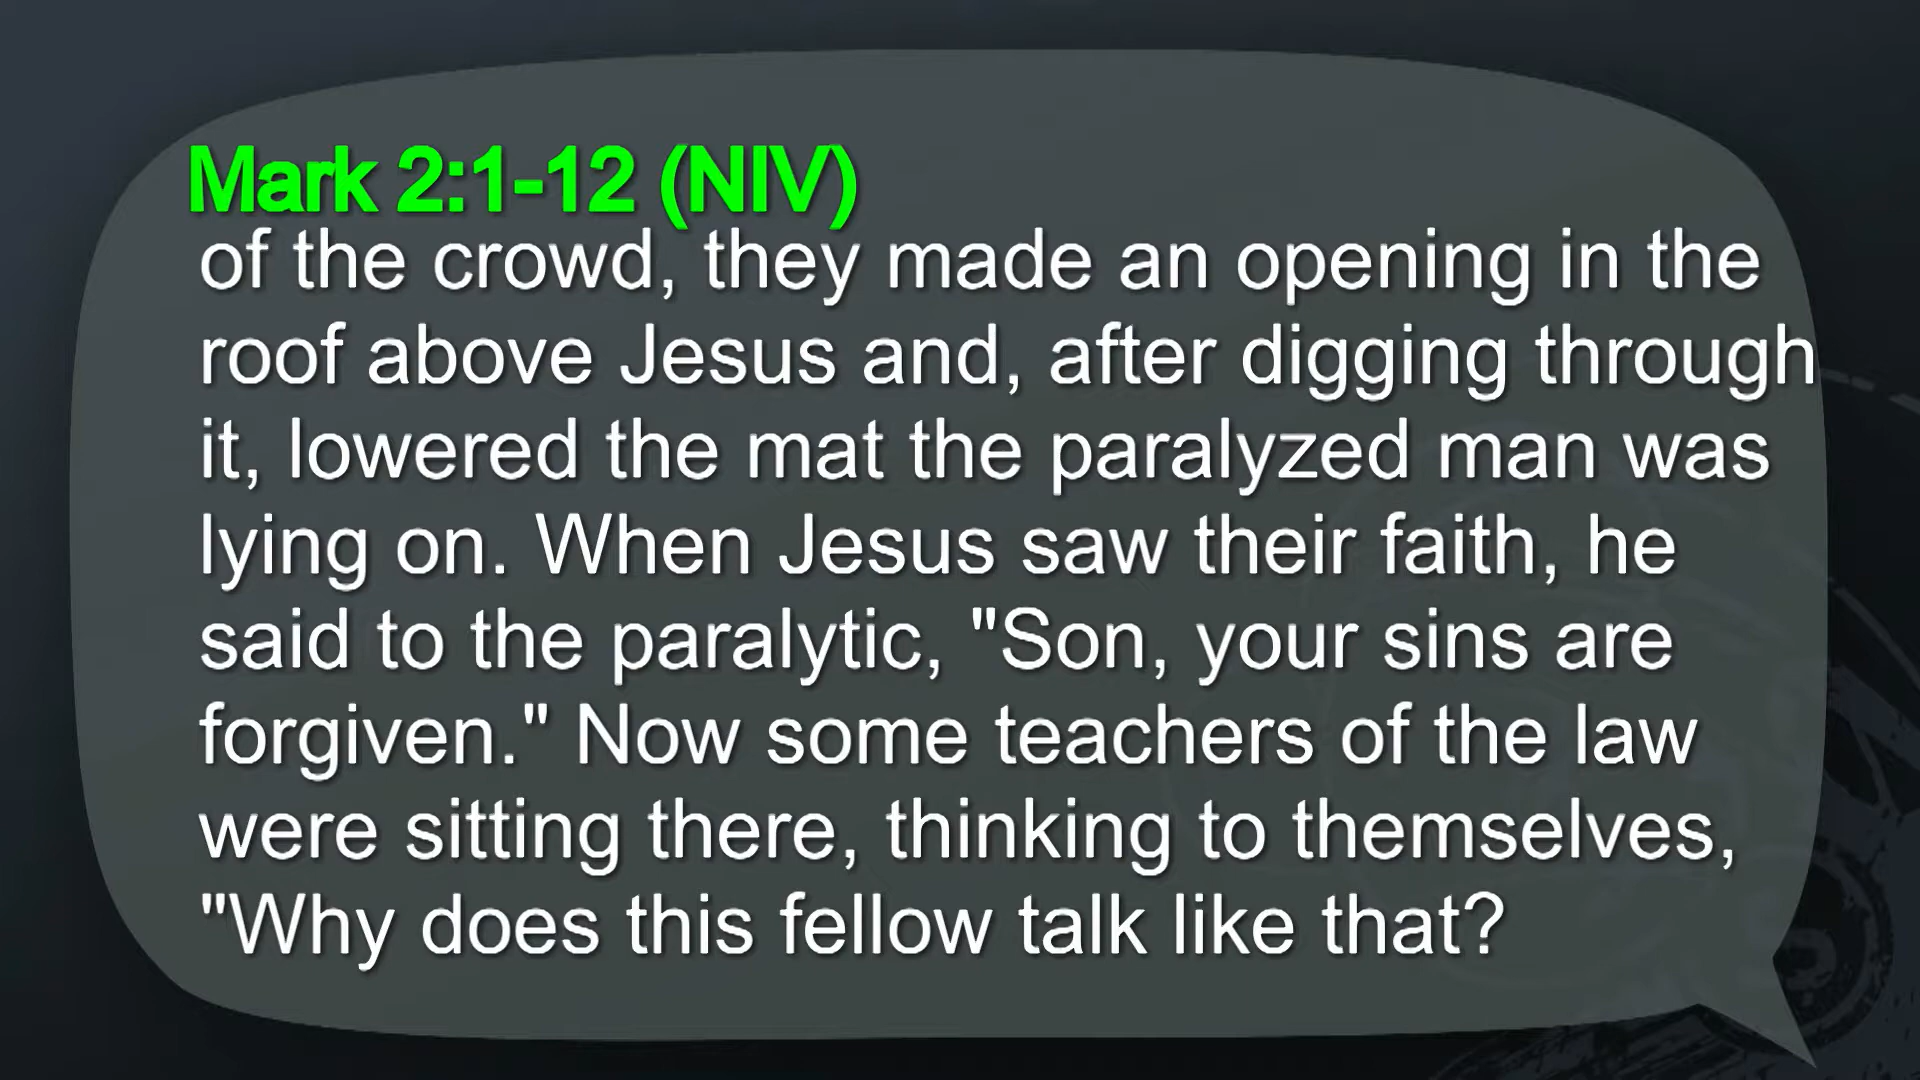 Mark 2:1-12 (NIV)
of the crowd, they made an opening in the
roof above Jesus and, after digging through
it, lowered the mat the paralyzed man was
lying on. When Jesus saw their faith, he
said to the paralytic, "Son, your sins are
forgiven." Now some teachers of the law
were sitting there, thinking to themselves,
"Why does this fellow talk like that?